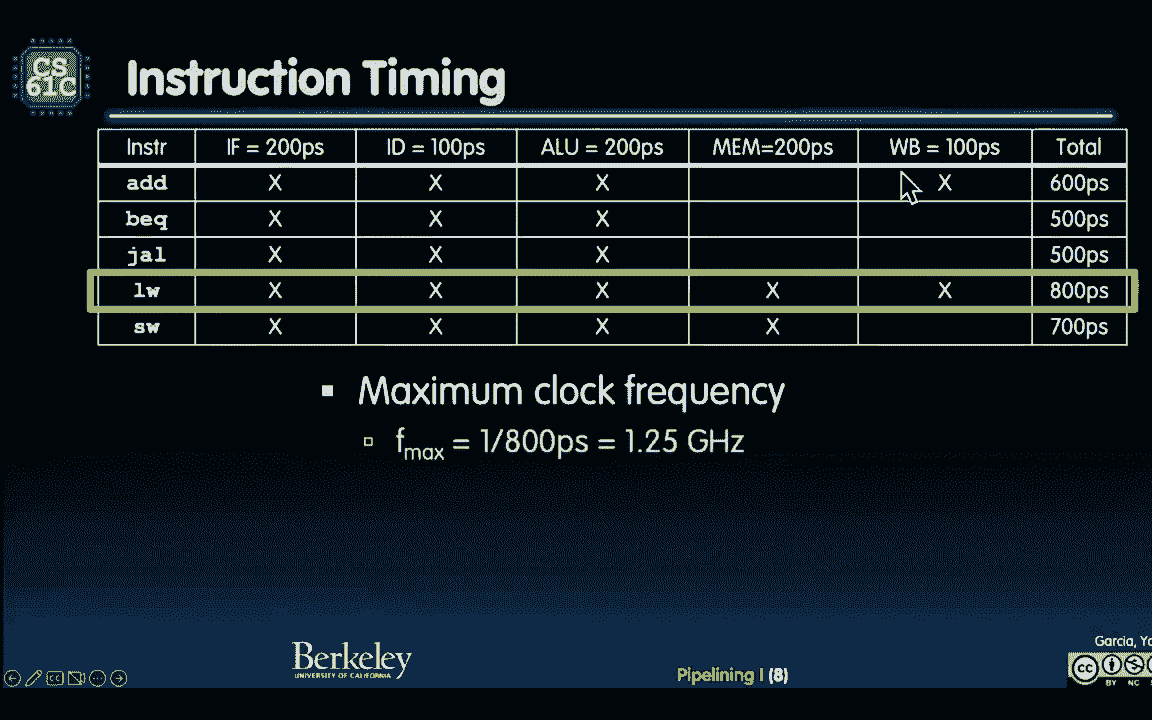 CS
61C
Instruction Timing
Instr IF = 200ps ID = 100ps ALU = 200ps MEM=200ps WB = 100ps Total
add X X X X 600ps
beq X X X 500ps
jal X X X 500ps
lw X X X X X 800ps
sw X X X X 700ps
Maximum clock frequency
fmax = 1/800ps = 1.25 GHz
Berkeley
UNIVERSITY OF CALIFORNIA
Pipelining I (8)
Garcia,
cc
BY NC